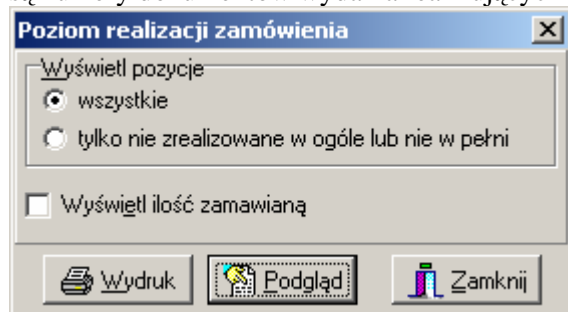 Poziom realizacji zamówienia
Wyświetl pozycje
wszystkie
tylko nie zrealizowane w ogóle lub nie w pełni
Wyświetl ilość zamawianą
Wydruk Podgląd Zamknij